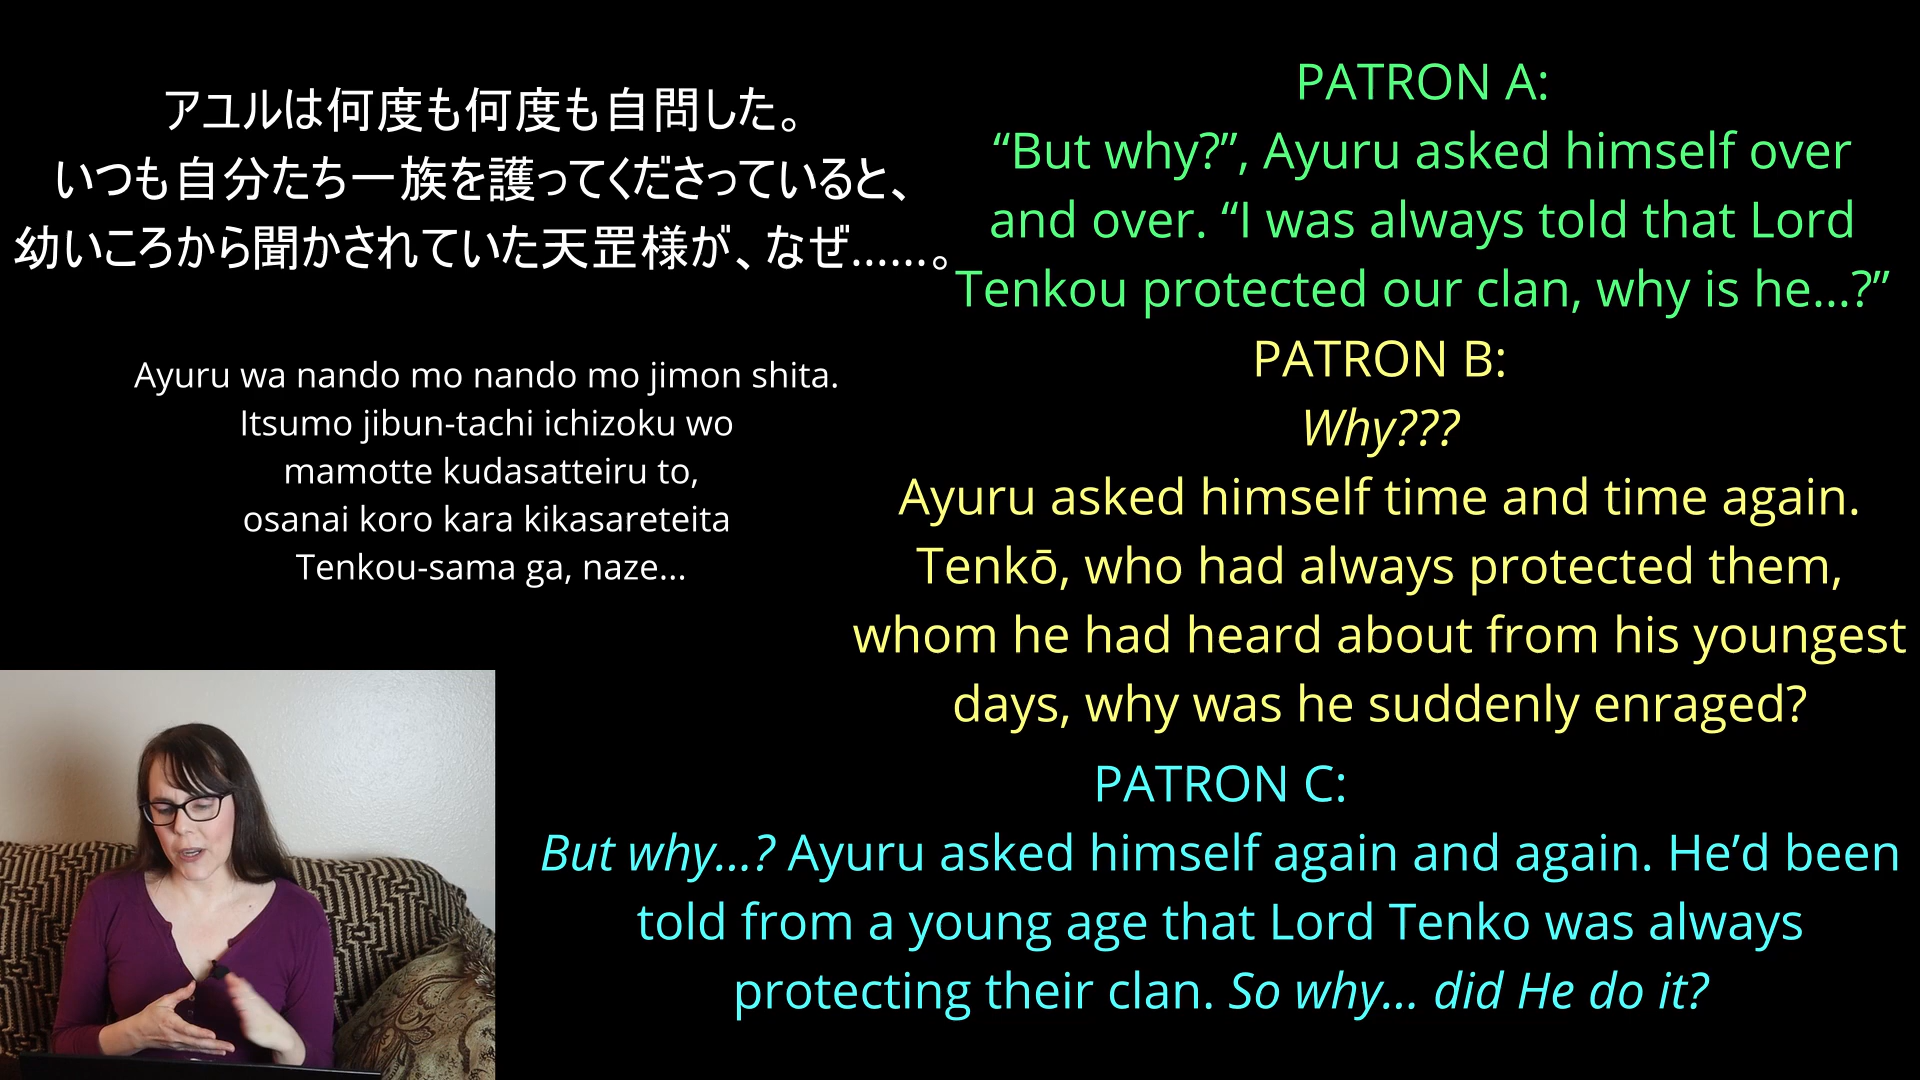 アユルは何度も何度も自問した。
いつも自分たち一族を護ってくださっていると、
幼いころから聞かされていた天罡様が、なぜ……。
Ayuru wa nando mo nando mo jimon shita.
Itsumo jibun-tachi ichizoku wo
mamotte kudasatteiru to,
osanai koro kara kikasareteita
Tenkou-sama ga, naze...
PATRON A:
“But why?”, Ayuru asked himself over
and over. “I was always told that Lord
Tenkou protected our clan, why is he...?”
PATRON B:
Why???
Ayuru asked himself time and time again.
Tenkō, who had always protected them,
whom he had heard about from his youngest
days, why was he suddenly enraged?
PATRON C:
But why...? Ayuru asked himself again and again. He’d been
told from a young age that Lord Tenko was always
protecting their clan. So why... did He do it?